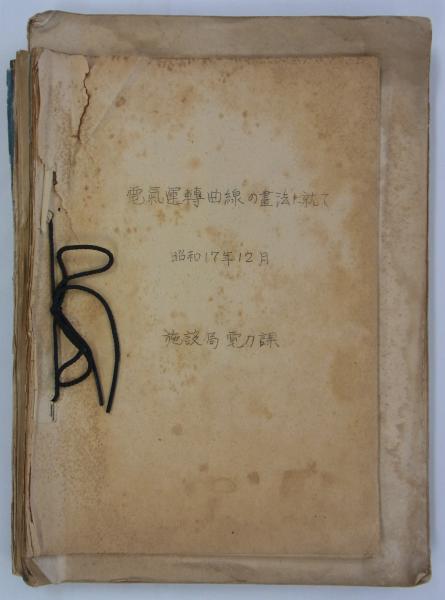 電氣運轉曲線の畫法に就て
昭和17年12月
施設局電力課